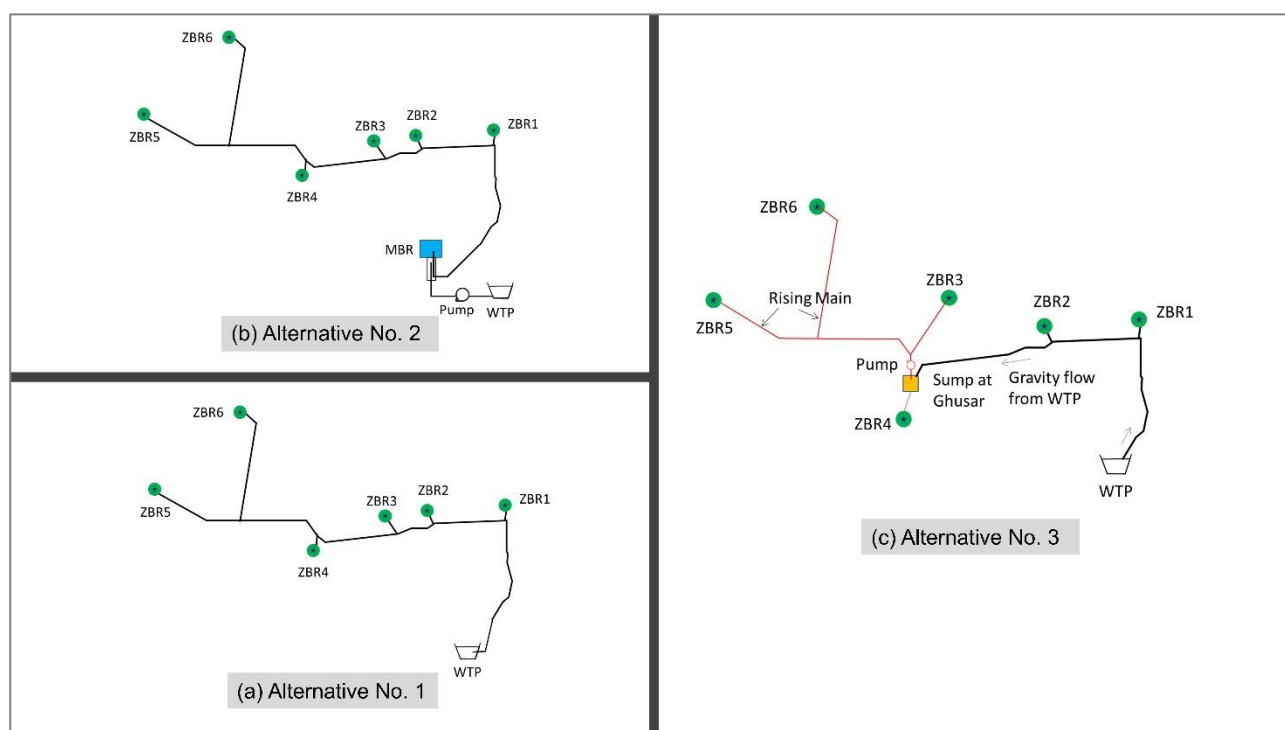 ZBR6
ZBR5
ZBR4
ZBR3
ZBR2
ZBR1
MBR
Pump
WTP
(b) Alternative No. 2
ZBR6
ZBR5
ZBR4
ZBR3
ZBR2
ZBR1
WTP
(a) Alternative No. 1
ZBR6
ZBR5
Rising Main
ZBR3
ZBR2
ZBR1
Pump
Sump at
Ghusar
Gravity flow
from WTP
ZBR4
WTP
(c) Alternative No. 3